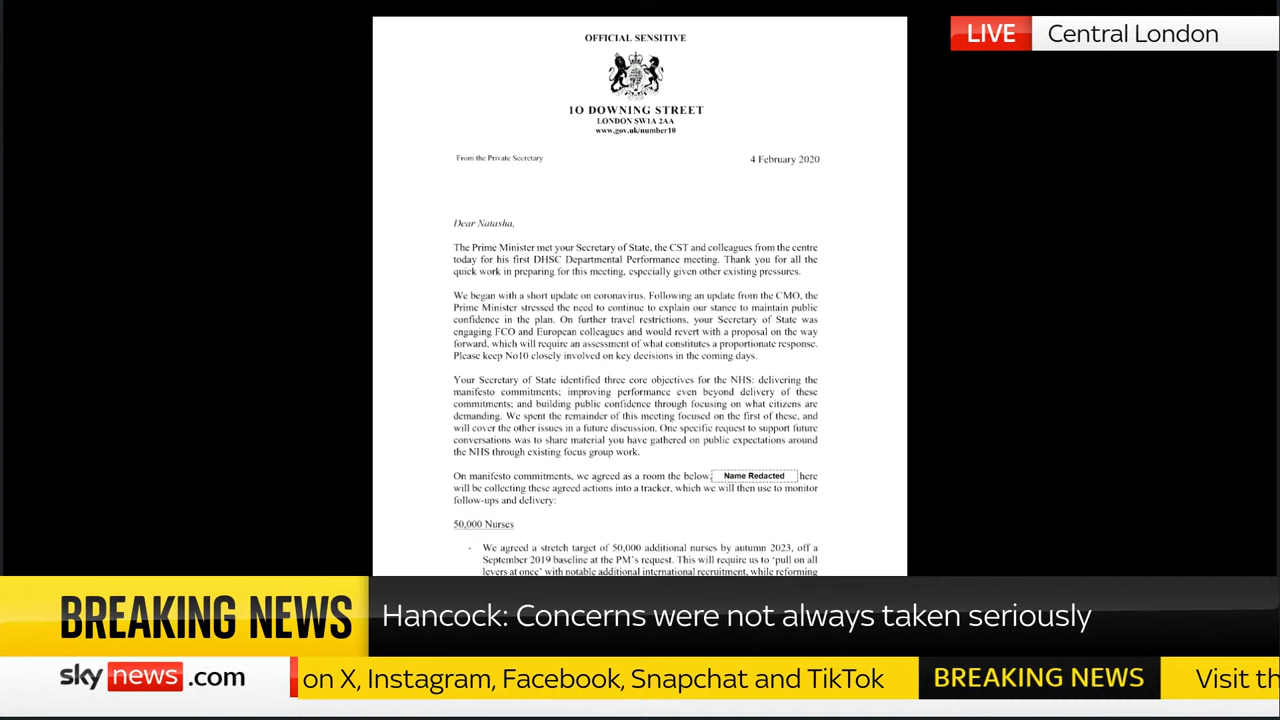 LIVE Central London
OFFICIAL SENSITIVE
10 DOWNING STREET
LONDON SW1A 2AA
www.gov.uk/number10
From the Private Secretary
4 February 2020
Dear Natasha,
The Prime Minister met your Secretary of State, the CST and colleagues from the centre
today for his first DHSC Departmental Performance meeting. Thank you for all the
quick work in preparing for this meeting, especially given other existing pressures.
We began with a short update on coronavirus. Following an update from the CMO, the
Prime Minister stressed the need to continue to explain our stance to maintain public
confidence in the plan. On further travel restrictions, your Secretary of State was
engaging FCO and European colleagues and would revert with a proposal on the way
forward, which will require an assessment of what constitutes a proportionate response.
Please keep No10 closely involved on key decisions in the coming days.
Your Secretary of State identified three core objectives for the NHS: delivering the
manifesto commitments; improving performance even beyond delivery of these
commitments; and building public confidence through focusing on what citizens are
demanding. We spent the remainder of this meeting focused on the first of these, and
will cover the other issues in a future discussion. One specific request to support future
conversations was to share material you have gathered on public expectations around
the NHS through existing focus group work.
On manifesto commitments, we agreed as a room the below; Name Redacted here
will be collecting these agreed actions into a tracker, which we will then use to monitor
follow-ups and delivery:
50,000 Nurses
- We agreed a stretch target of 50,000 additional nurses by autumn 2023, off a
September 2019 baseline at the PM's request. This will require us to 'pull on all
levers at once' with notable additional international recruitment, while reforming
BREAKING NEWS Hancock: Concerns were not always taken seriously
sky news.com on X, Instagram, Facebook, Snapchat and TikTok BREAKING NEWS Visit th